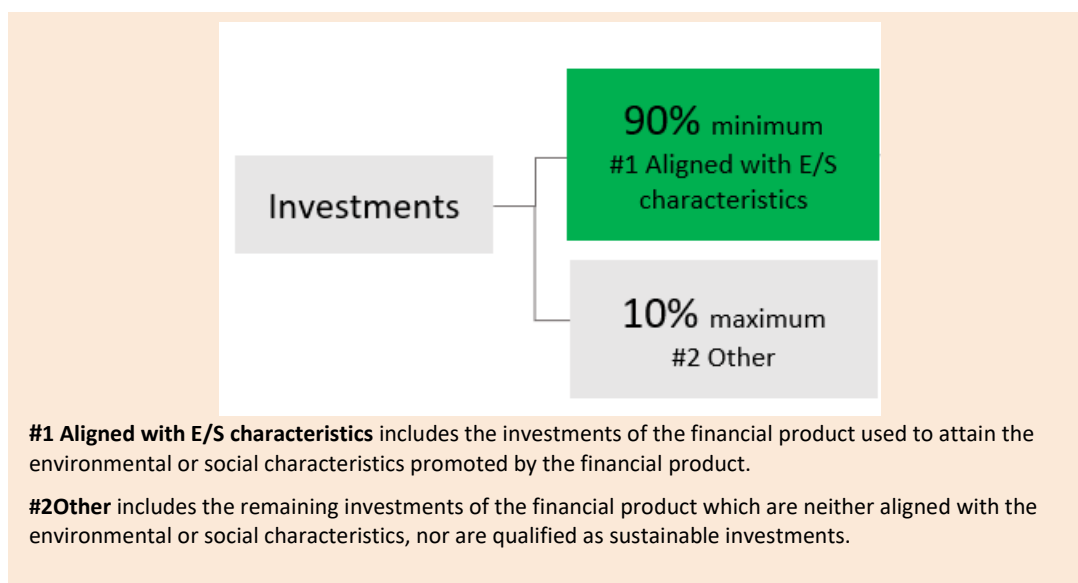 90% minimum
#1 Aligned with E/S
characteristics
Investments
10% maximum
#2 Other
#1 Aligned with E/S characteristics includes the investments of the financial product used to attain the
environmental or social characteristics promoted by the financial product.
#2Other includes the remaining investments of the financial product which are neither aligned with the
environmental or social characteristics, nor are qualified as sustainable investments.